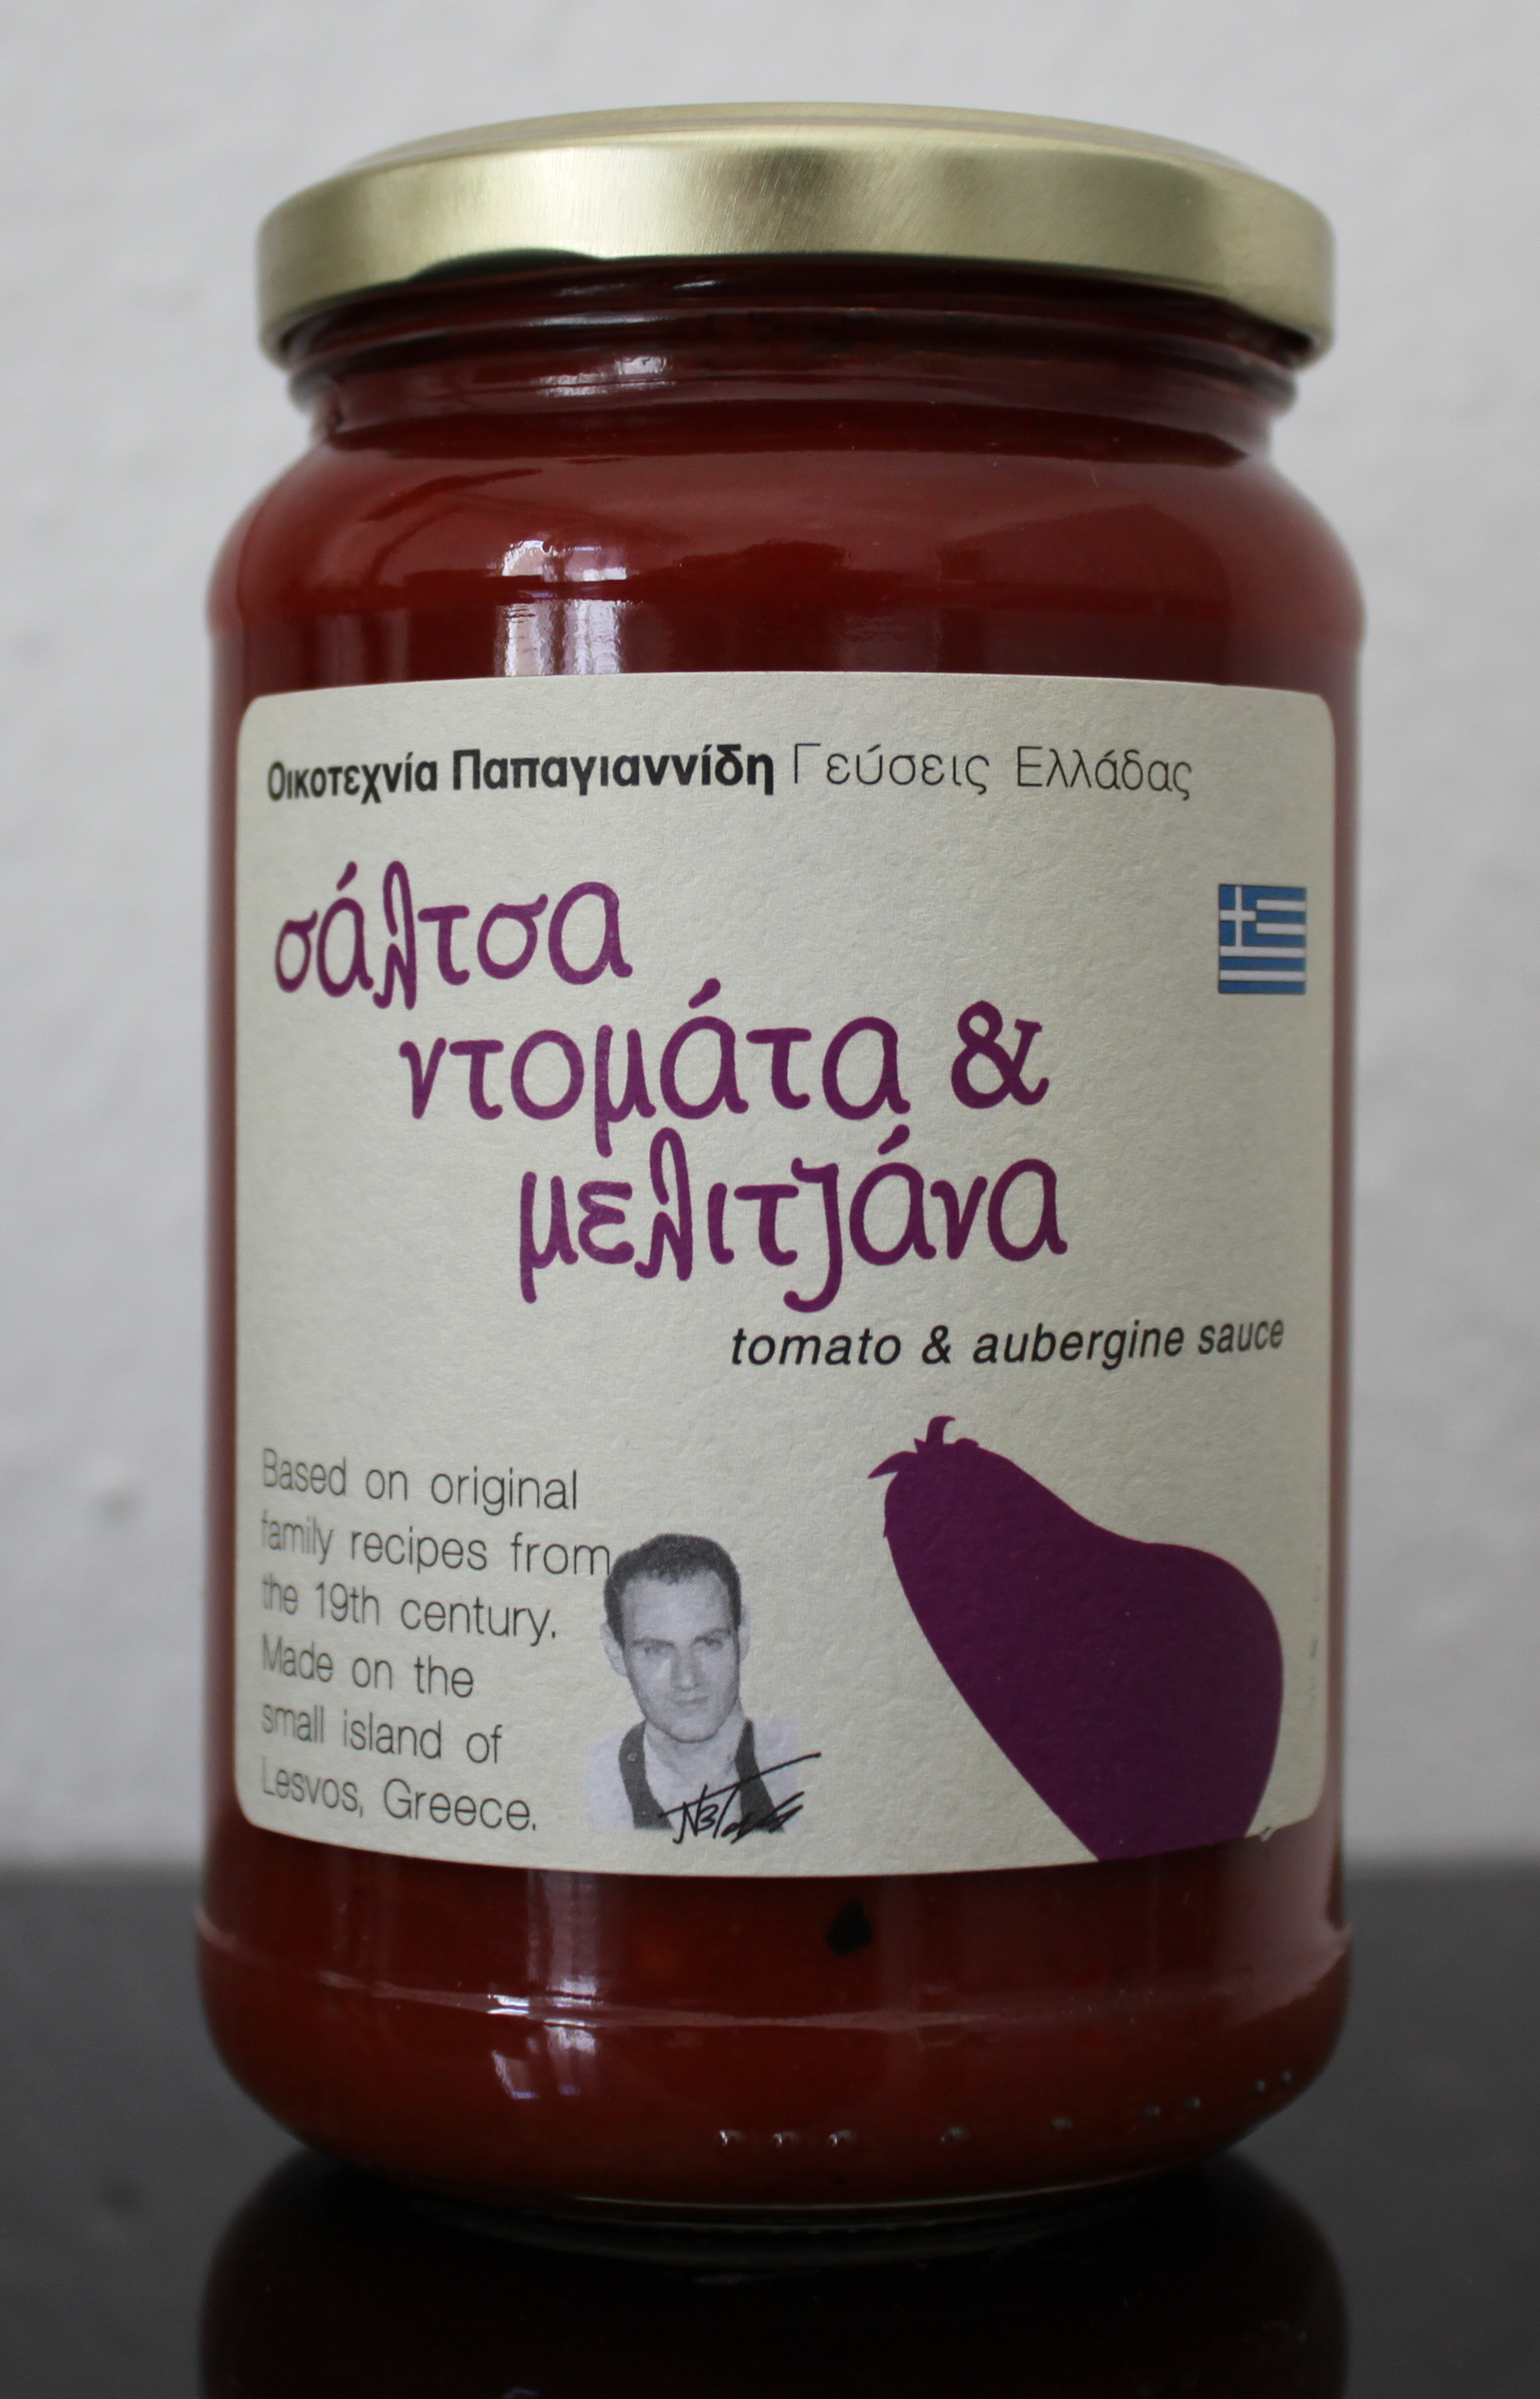 Οικοτεχνία Παπαγιαννίδη Γεύσεις Ελλάδας
σάλτσα
ντομάτα &
μελιτζάνα
tomato & aubergine sauce
Based on original
family recipes from
the 19th century.
Made on the
small island of
Lesvos, Greece.